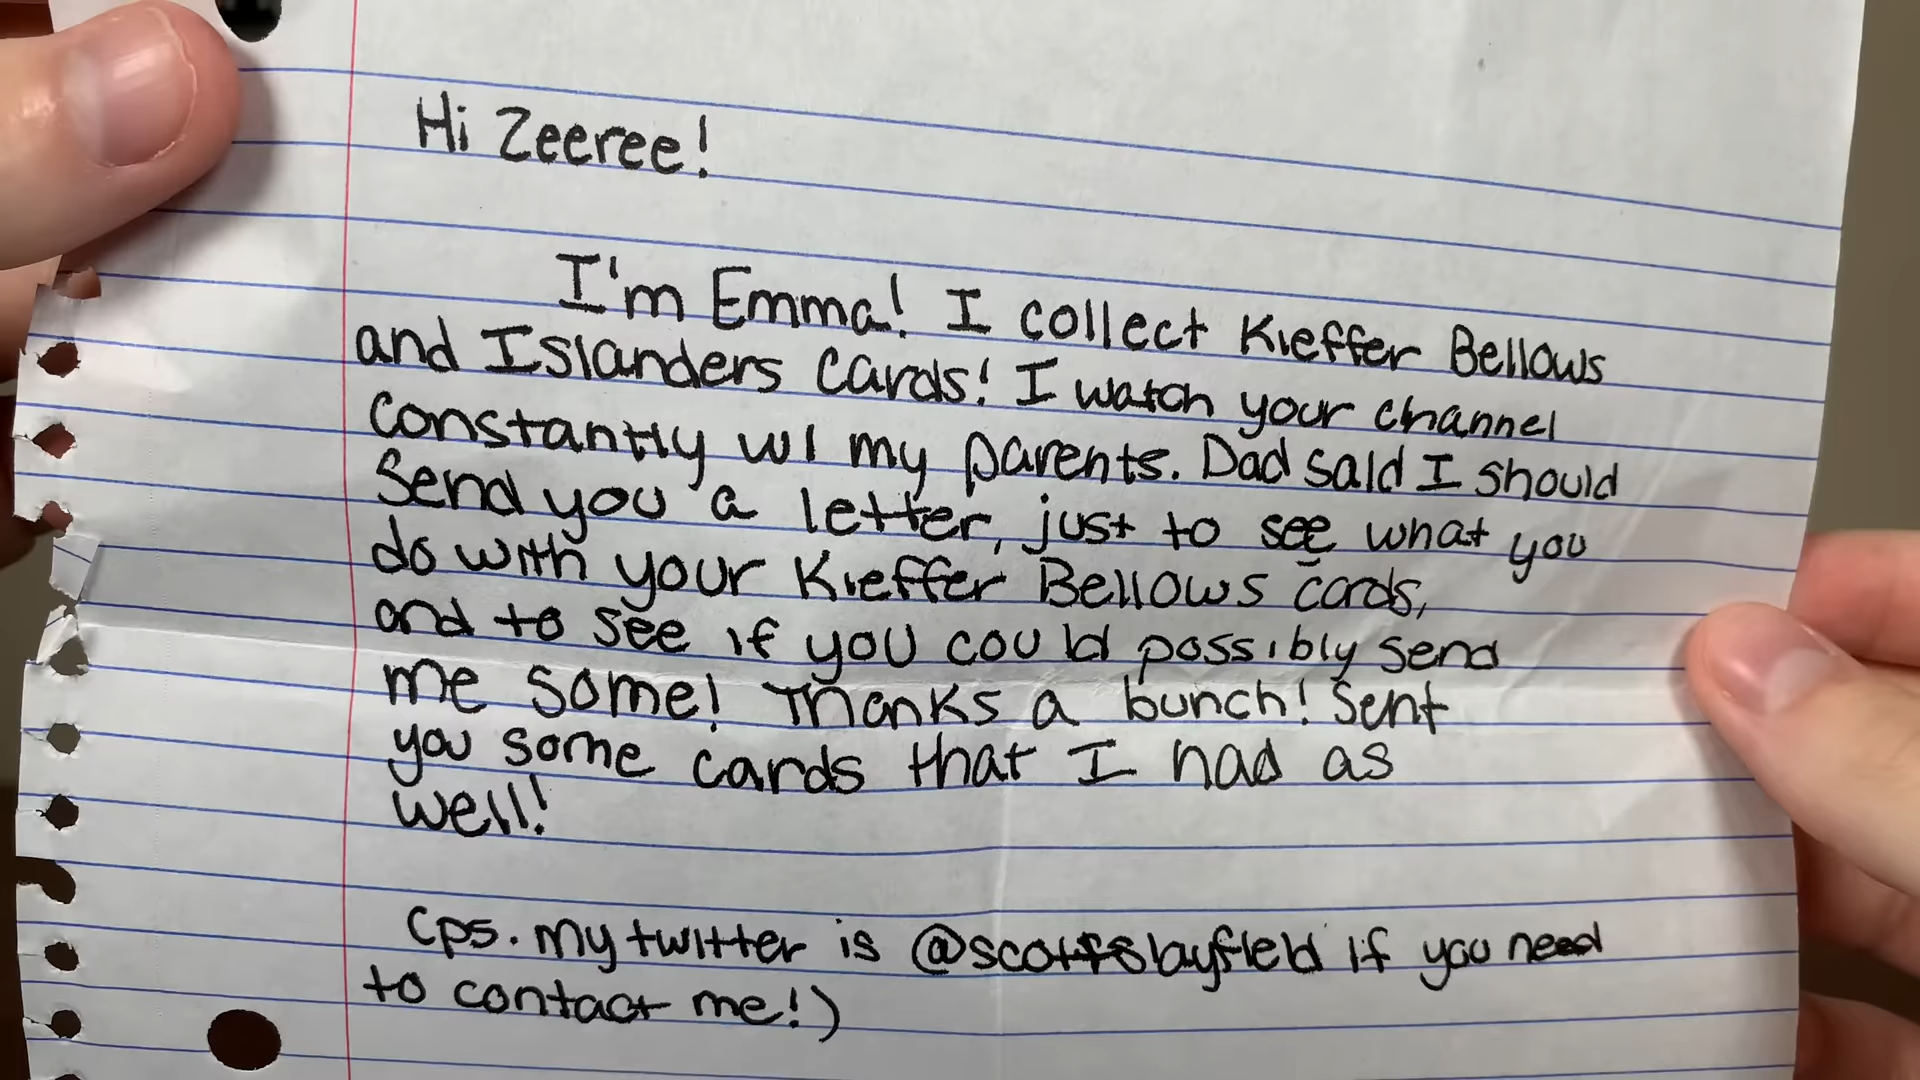 Hi Zeeree!
I'm Emma! I collect Kieffer Bellows
and Islanders cards! I watch your channel
constantly w/ my parents. Dad said I should
send you a letter, just to see what you
do with your Kieffer Bellows cards,
and to see if you could possibly send
me some! Thanks a bunch! Sent
you some cards that I had as
well!
(ps. my twitter is if you need
to contact me!)